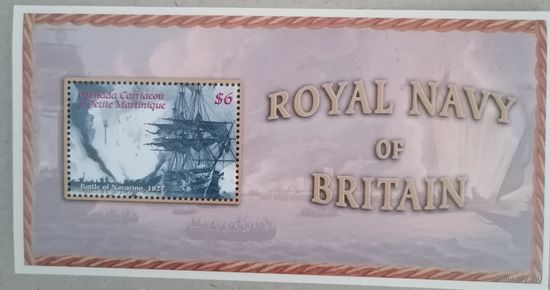 Grenada Carriacou
& Petite Martinique
$6
Battle of Navarino, 1827
ROYAL NAVY
OF
BRITAIN